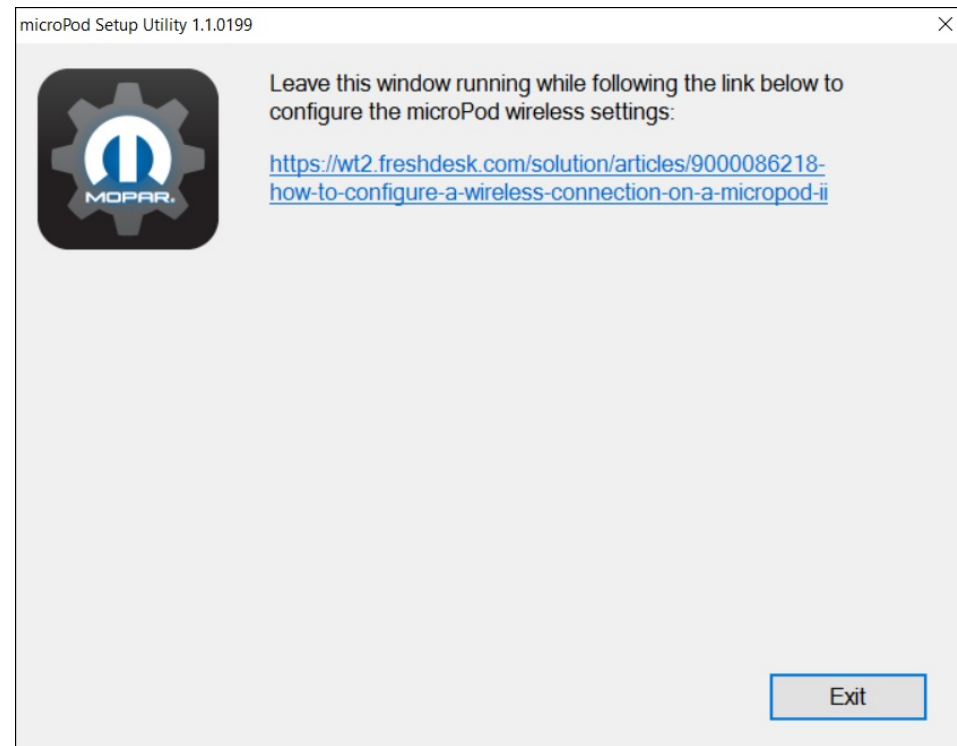 microPod Setup Utility 1.1.0199
Leave this window running while following the link below to
configure the microPod wireless settings:
https://wt2.freshdesk.com/solution/articles/9000086218-
how-to-configure-a-wireless-connection-on-a-micropod-ii
MOPAR.
Exit